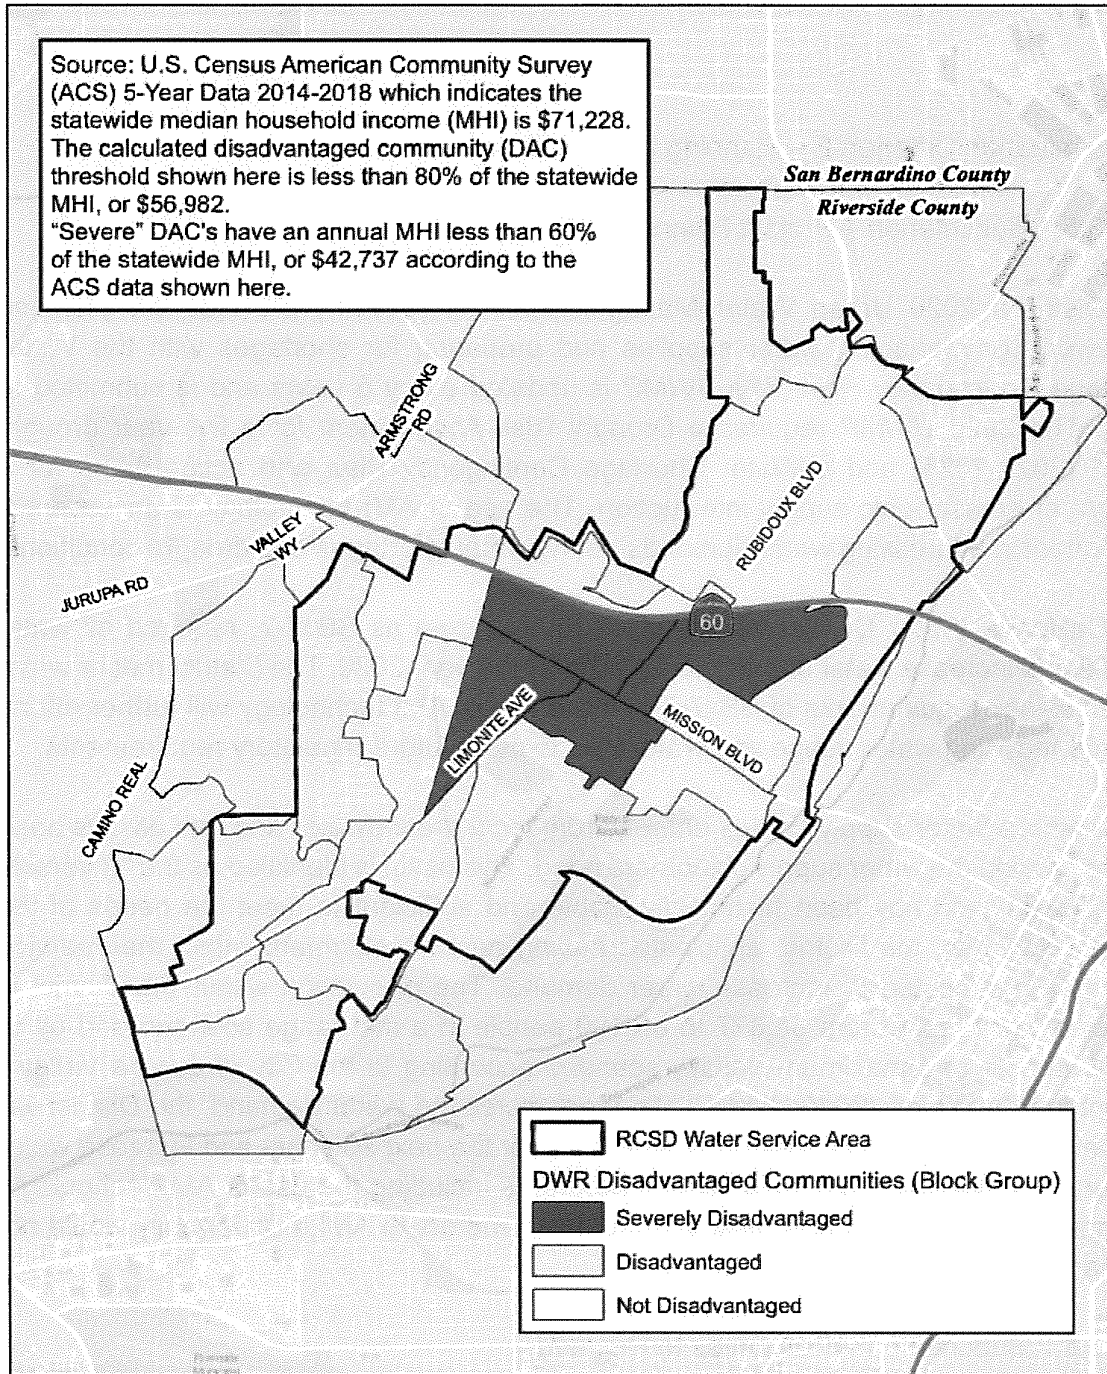 Source: U.S. Census American Community Survey
(ACS) 5-Year Data 2014-2018 which indicates the
statewide median household income (MHI) is $71,228.
The calculated disadvantaged community (DAC)
threshold shown here is less than 80% of the statewide
MHI, or $56,982.
“Severe” DAC's have an annual MHI less than 60%
of the statewide MHI, or $42,737 according to the
ACS data shown here.
San Bernardino County
Riverside County
ARMSTRONG
RD
RUBIDOUX BLVD
VALLEY
WY
JURUPA RD
60
LIMONITE AVE
MISSION BLVD
CAMINO REAL
RCSD Water Service Area
DWR Disadvantaged Communities (Block Group)
Severely Disadvantaged
Disadvantaged
Not Disadvantaged